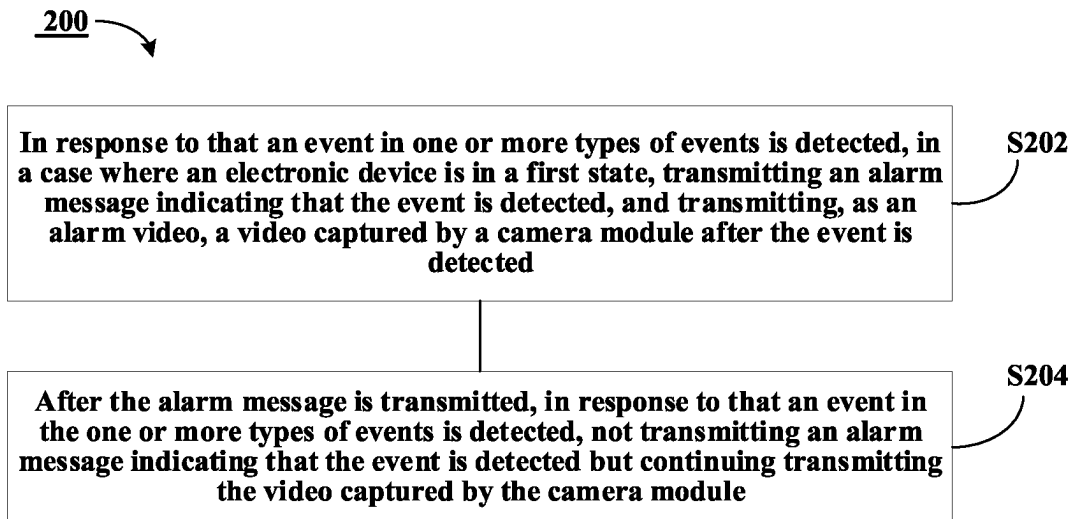 200
In response to that an event in one or more types of events is detected, in
a case where an electronic device is in a first state, transmitting an alarm
message indicating that the event is detected, and transmitting, as an
alarm video, a video captured by a camera module after the event is
detected
S202
After the alarm message is transmitted, in response to that an event in
the one or more types of events is detected, not transmitting an alarm
message indicating that the event is detected but continuing transmitting
the video captured by the camera module
S204